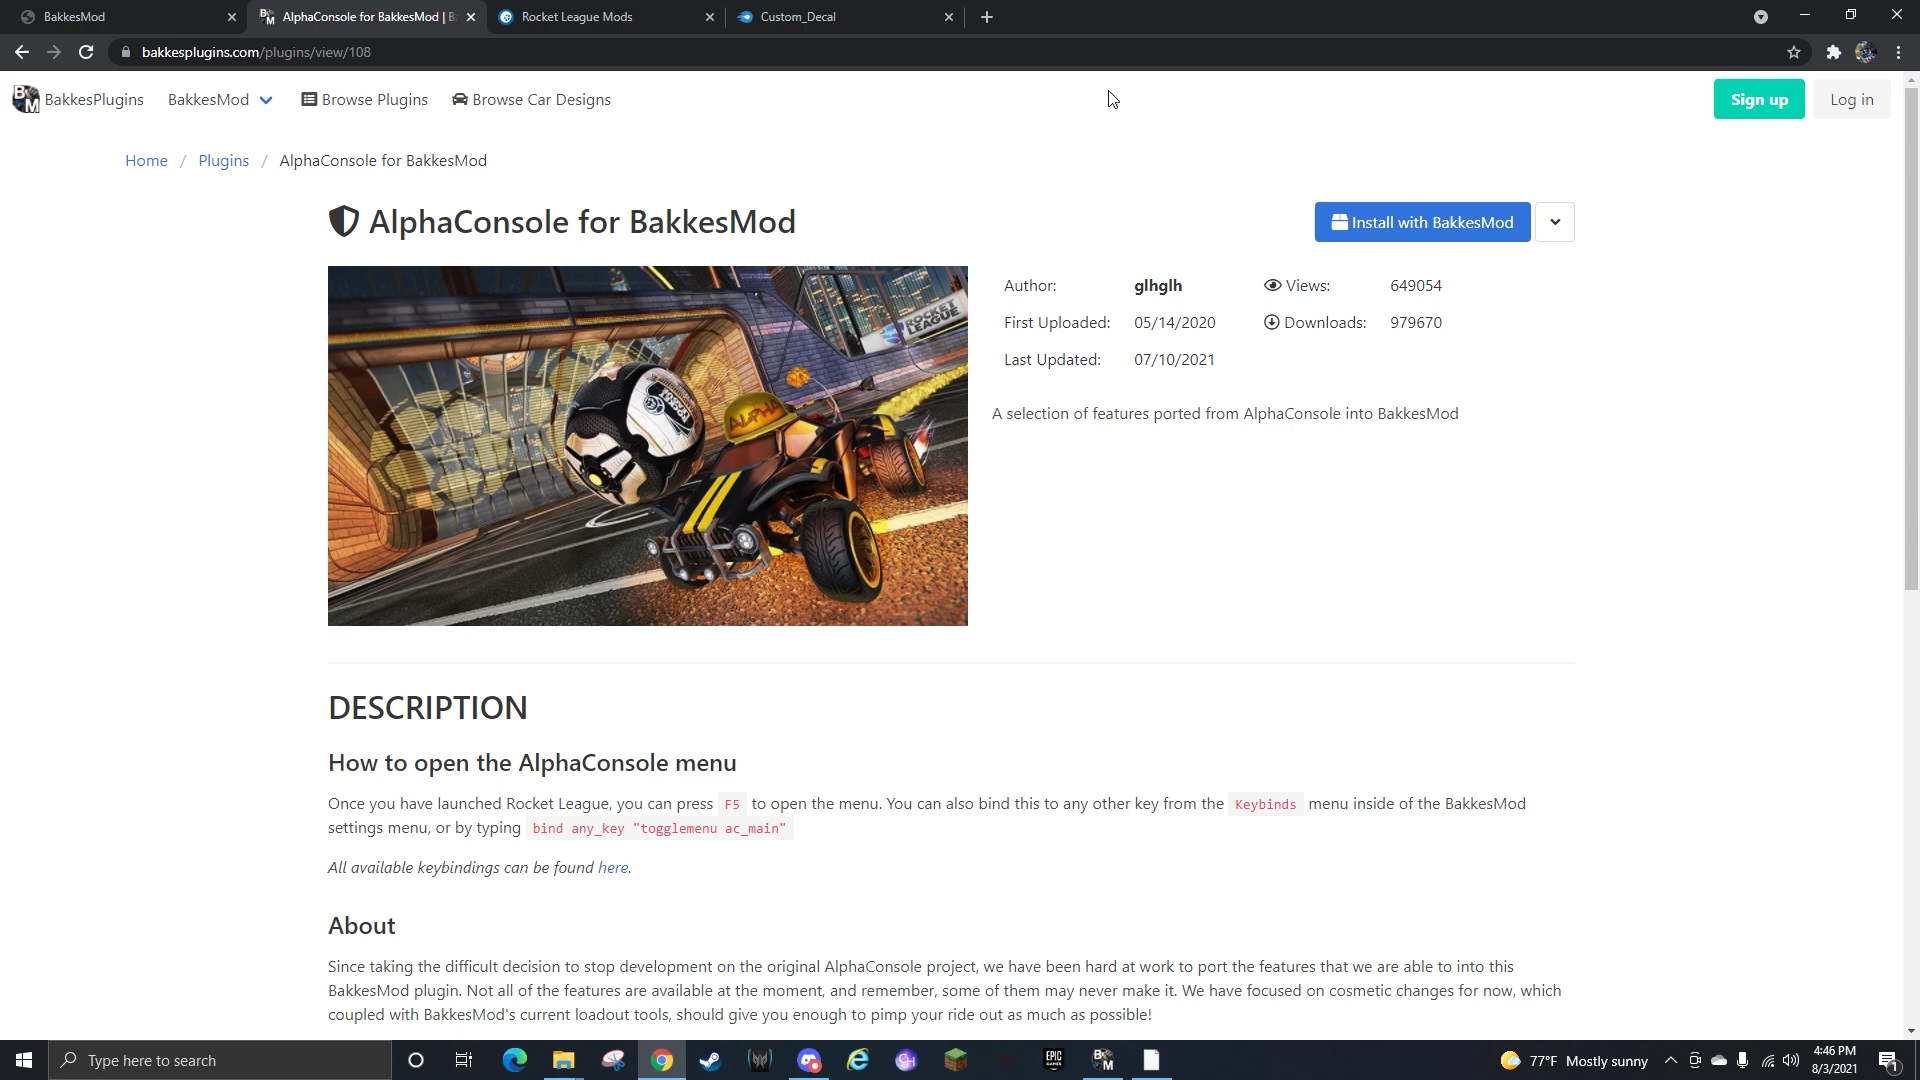 BakkesMod
AlphaConsole for BakkesMod | B
Rocket League Mods
Custom_Decal
bakkesplugins.com/plugins/view/108
BM
BakkesPlugins
BakkesMod
Browse Plugins
Browse Car Designs
Sign up
Log in
Home / Plugins / AlphaConsole for BakkesMod
AlphaConsole for BakkesMod
Install with BakkesMod
ROCKET
LEAGUE
ALPHA
Author: glhglh Views: 649054
First Uploaded: 05/14/2020 Downloads: 979670
Last Updated: 07/10/2021
A selection of features ported from AlphaConsole into BakkesMod
DESCRIPTION
How to open the AlphaConsole menu
Once you have launched Rocket League, you can press F5 to open the menu. You can also bind this to any other key from the Keybinds menu inside of the BakkesMod
settings menu, or by typing bind any_key "togglemenu ac_main"
All available keybindings can be found here.
About
Since taking the difficult decision to stop development on the original AlphaConsole project, we have been hard at work to port the features that we are able to into this
BakkesMod plugin. Not all of the features are available at the moment, and remember, some of them may never make it. We have focused on cosmetic changes for now, which
coupled with BakkesMod's current loadout tools, should give you enough to pimp your ride out as much as possible!
Type here to search
EPIC
GAMES
BM
77°F Mostly sunny
4:46 PM
8/3/2021
1